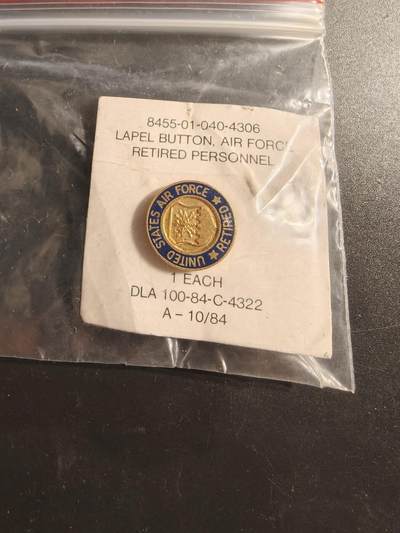 8455-01-040-4306
LAPEL BUTTON, AIR FORCE
RETIRED PERSONNEL
UNITED STATES AIR FORCE ★ RETIRED ★
1 EACH
DLA 100-84-C-4322
A - 10/84